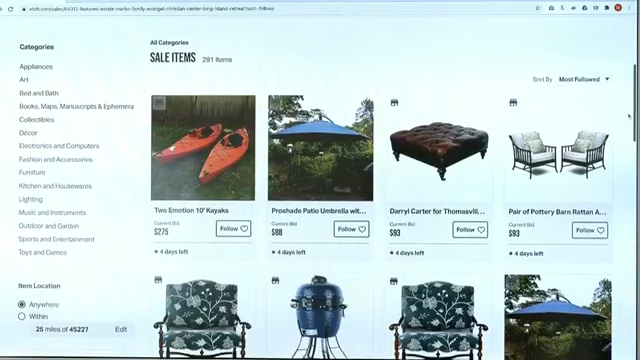 Categories
Appliances
Art
Bed and Bath
Books, Maps, Manuscripts & Ephemera
Collectibles
Décor
Electronics and Computers
Fashion and Accessories
Furniture
Kitchen and Housewares
Lighting
Music and Instruments
Outdoor and Garden
Sports and Entertainment
Toys and Games
Item Location
Anywhere
Within
25 miles of 45227 Edit
All Categories
SALE ITEMS 291 Items
Sort By Most Followed
Two Emotion 10' Kayaks
Current Bid
$275
Follow
4 days left
Proshade Patio Umbrella wit...
Current Bid
$88
Follow
4 days left
Darryl Carter for Thomasvill...
Current Bid
$93
Follow
4 days left
Pair of Pottery Barn Rattan A...
Current Bid
$93
Follow
4 days left